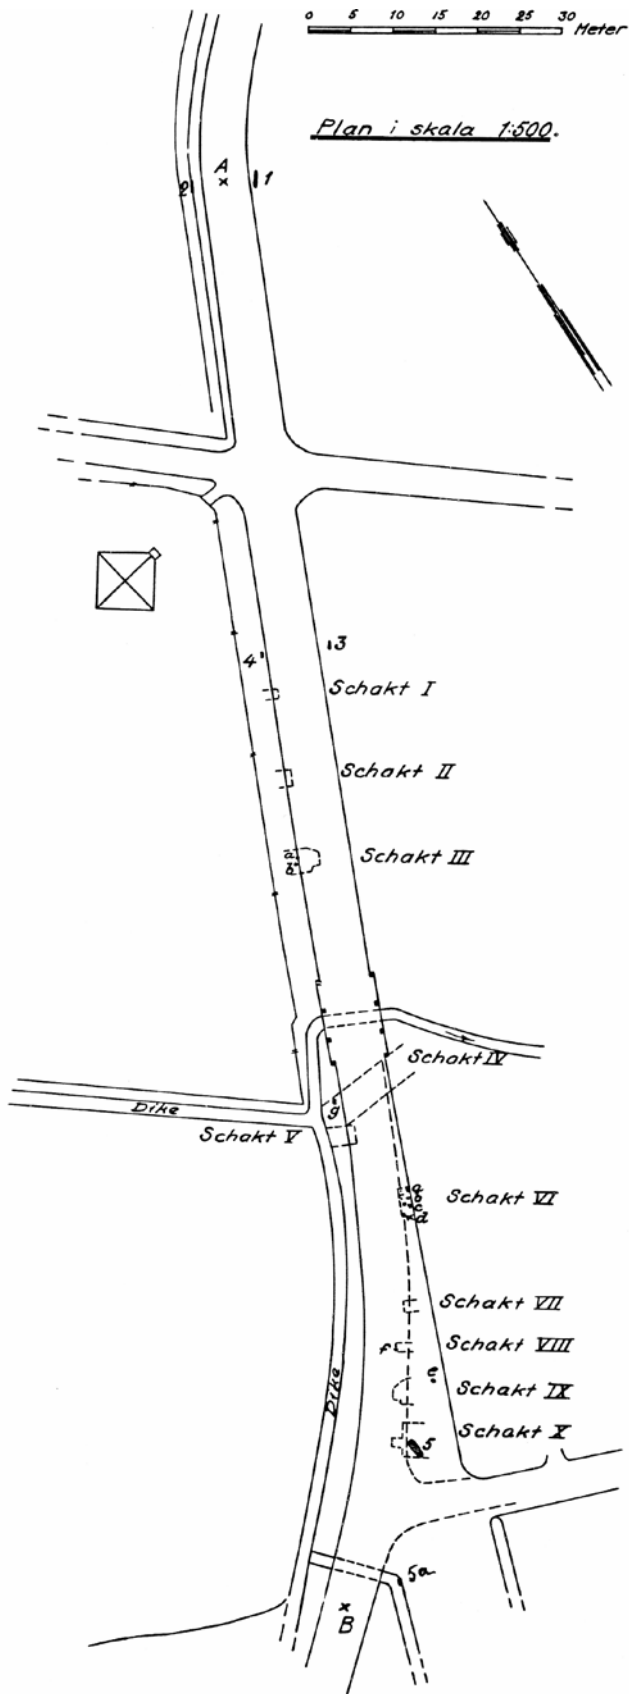 0 5 10 15 20 25 30 Meter
Plan i skala 1:500.
A
2
1
3
4
Schakt I
Schakt II
Schakt III
a
b
Schakt IV
g
Dike
Schakt V
Schakt VI
a
b
c
d
Schakt VII
f
Schakt VIII
e
Schakt IX
Dike
Schakt X
5
5a
B